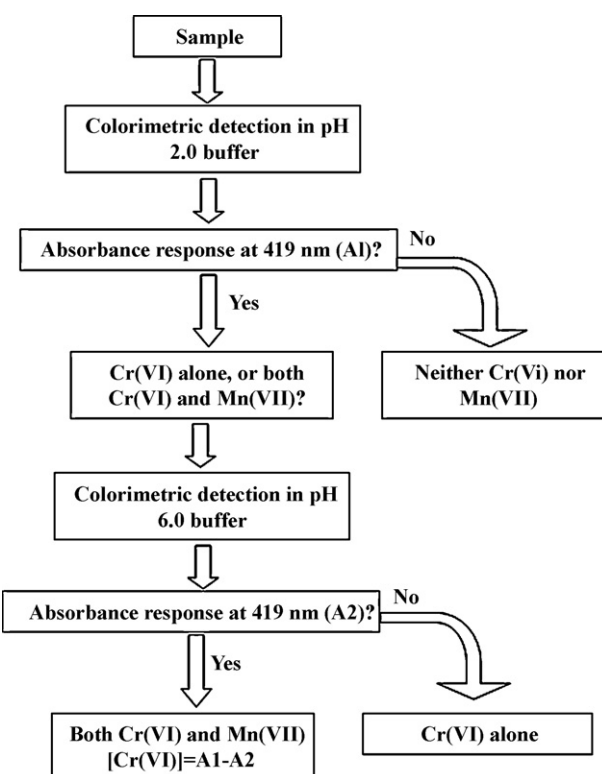 Sample
Colorimetric detection in pH
2.0 buffer
Absorbance response at 419 nm (Al)?
No
Yes
Cr(VI) alone, or both
Cr(VI) and Mn(VII)?
Neither Cr(Vi) nor
Mn(VII)
Colorimetric detection in pH
6.0 buffer
Absorbance response at 419 nm (A2)?
No
Yes
Both Cr(VI) and Mn(VII)
[Cr(VI)]=A1-A2
Cr(VI) alone